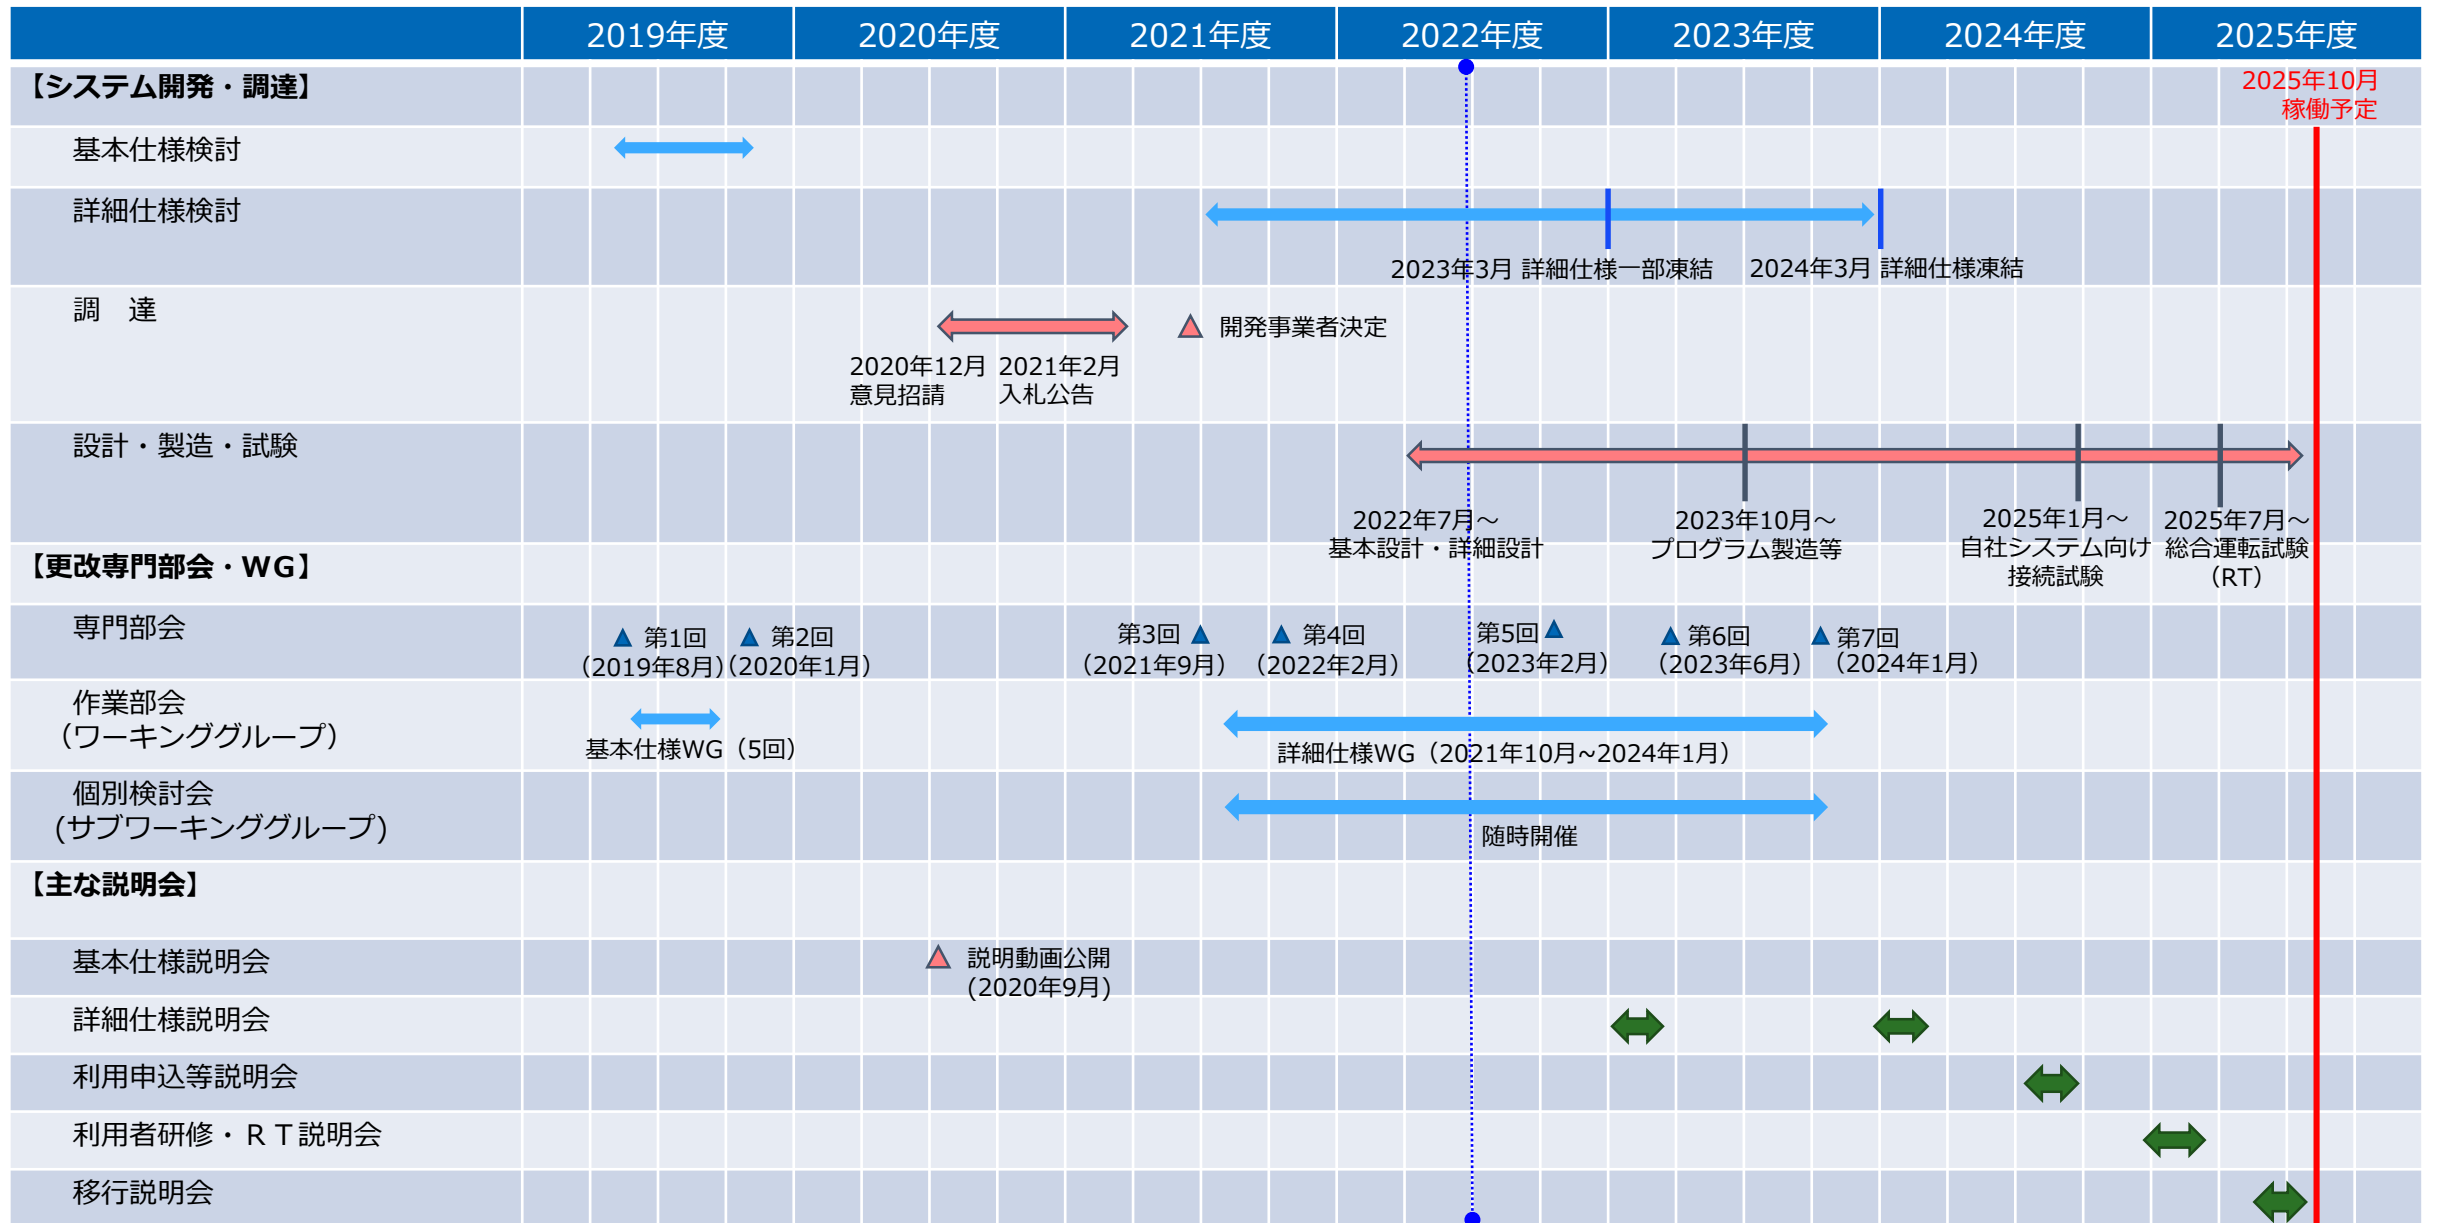 2019年度 2020年度 2021年度 2022年度 2023年度 2024年度 2025年度
【システム開発・調達】
2025年10月
稼働予定
基本仕様検討
詳細仕様検討
2023年3月 詳細仕様一部凍結 2024年3月 詳細仕様凍結
調　達
開発事業者決定
2020年12月
意見招請
2021年2月
入札公告
設計・製造・試験
2022年7月～
基本設計・詳細設計
2023年10月～
プログラム製造等
2025年1月～
自社システム向け
接続試験
2025年7月～
総合運転試験
（RT）
【更改専門部会・WG】
専門部会
第1回
（2019年8月）
第2回
（2020年1月）
第3回
（2021年9月）
第4回
（2022年2月）
第5回
（2023年2月）
第6回
（2023年6月）
第7回
（2024年1月）
作業部会
（ワーキンググループ）
基本仕様WG（5回）
詳細仕様WG（2021年10月~2024年1月）
個別検討会
(サブワーキンググループ)
随時開催
【主な説明会】
基本仕様説明会
説明動画公開
(2020年9月)
詳細仕様説明会
利用申込等説明会
利用者研修・ＲＴ説明会
移行説明会